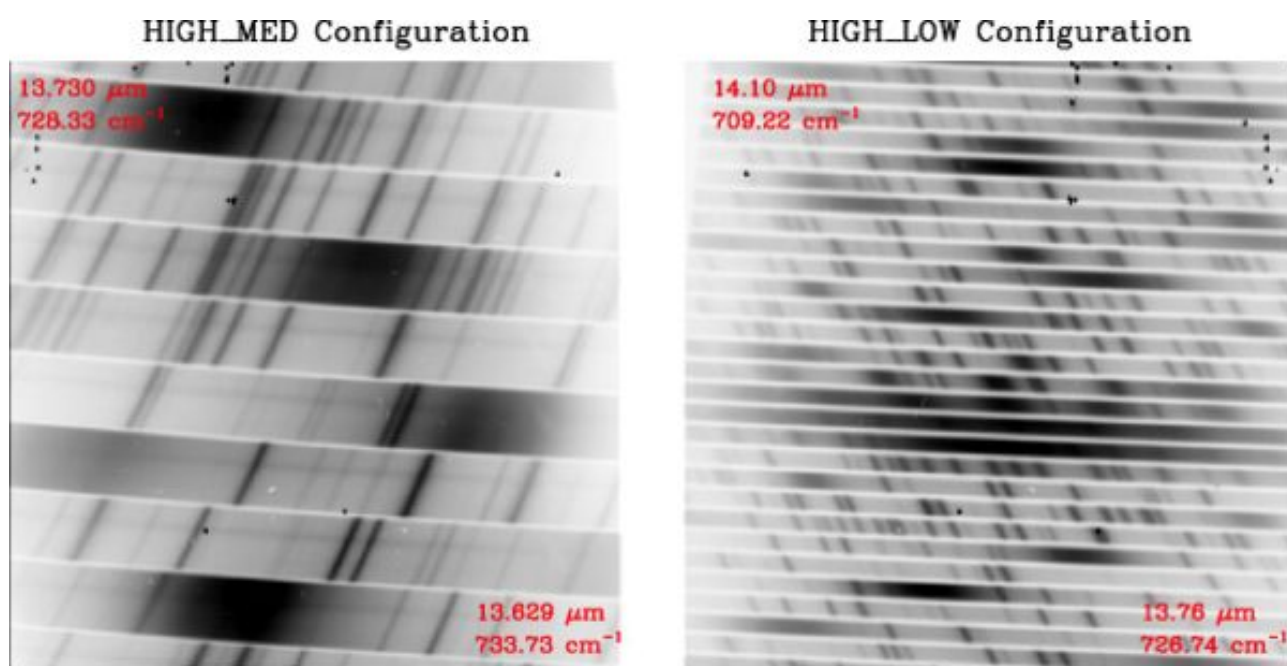 HIGH_MED Configuration
HIGH_LOW Configuration
13.730 μm
728.33 cm⁻¹
14.10 μm
709.22 cm⁻¹
13.629 μm
733.73 cm⁻¹
13.76 μm
726.74 cm⁻¹